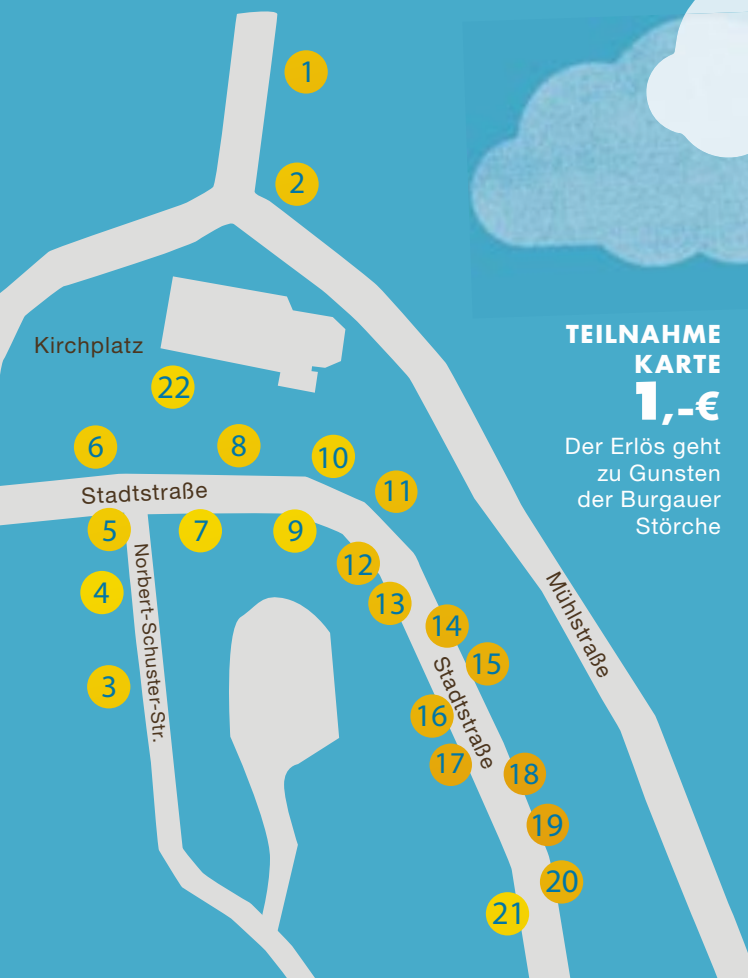 1
2
Kirchplatz
TEILNAHME
KARTE
1,-€
Der Erlös geht
zu Gunsten
der Burgauer
Störche
22
6
8
10
11
Stadtstraße
5
7
9
12
4
13
Norbert-Schuster-Str.
14
Mühlstraße
15
3
Stadtstraße
16
17
18
19
20
21